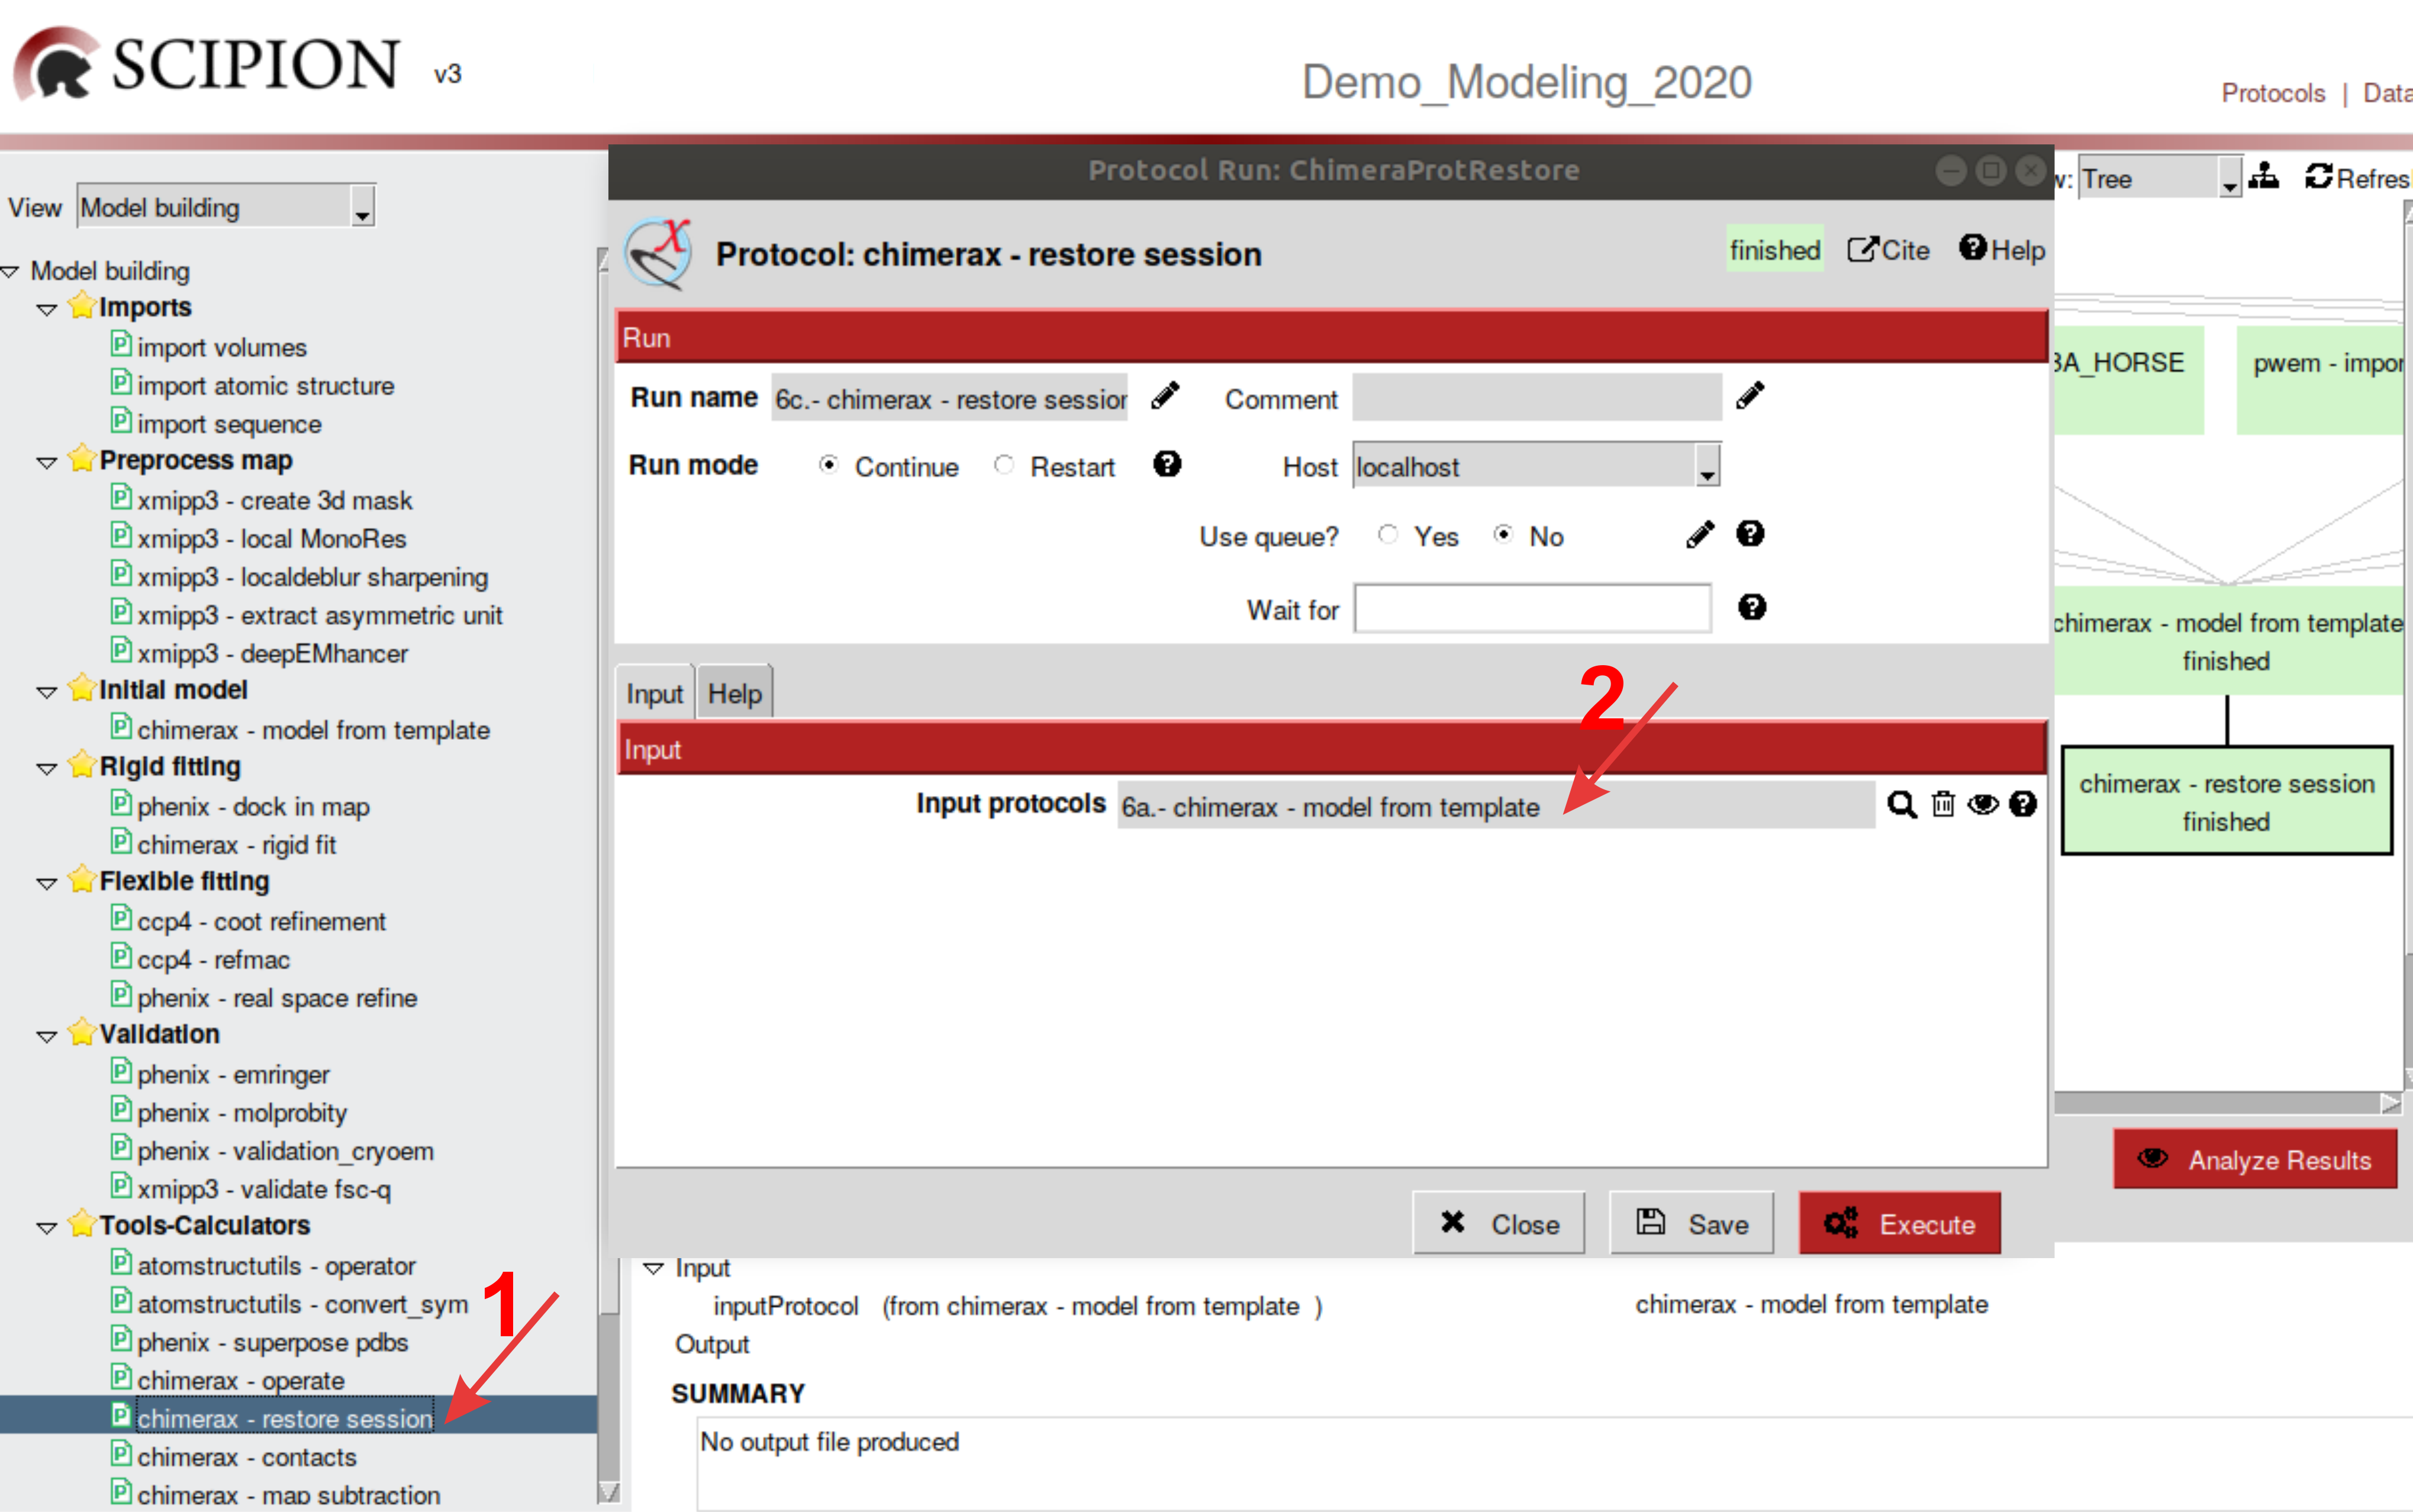 SCIPION v3
Demo_Modeling_2020
Protocols | Data
View Model building
Model building
Imports
import volumes
import atomic structure
import sequence
Preprocess map
xmipp3 - create 3d mask
xmipp3 - local MonoRes
xmipp3 - localdeblur sharpening
xmipp3 - extract asymmetric unit
xmipp3 - deepEMhancer
Initial model
chimerax - model from template
Rigid fitting
phenix - dock in map
chimerax - rigid fit
Flexible fitting
ccp4 - coot refinement
ccp4 - refmac
phenix - real space refine
Validation
phenix - emringer
phenix - molprobity
phenix - validation_cryoem
xmipp3 - validate fsc-q
Tools-Calculators
atomstructutils - operator
atomstructutils - convert_sym
phenix - superpose pdbs
chimerax - operate
chimerax - restore session
chimerax - contacts
chimerax - map subtraction
1
Protocol Run: ChimeraProtRestore
Protocol: chimerax - restore session
finished Cite Help
Run
Run name 6c.- chimerax - restore session Comment
Run mode Continue Restart Host localhost
Use queue? Yes No
Wait for
Input Help
2
Input
Input protocols 6a.- chimerax - model from template
Close Save Execute
w: Tree Refres
BA_HORSE
pwem - impor
chimerax - model from template
finished
chimerax - restore session
finished
Analyze Results
Input
inputProtocol (from chimerax - model from template ) chimerax - model from template
Output
SUMMARY
No output file produced